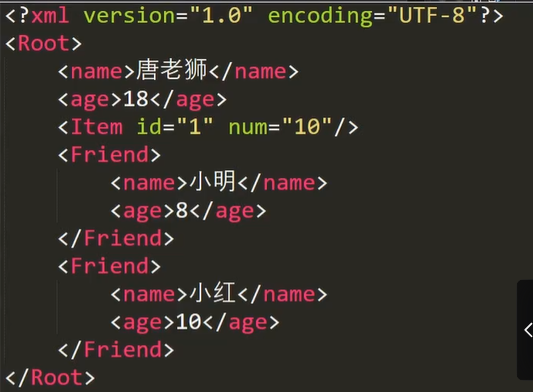 <?xml version="1.0" encoding="UTF-8"?>
<Root>
    <name>唐老狮</name>
    <age>18</age>
    <Item id="1" num="10"/>
    <Friend>
        <name>小明</name>
        <age>8</age>
    </Friend>
    <Friend>
        <name>小红</name>
        <age>10</age>
    </Friend>
</Root>